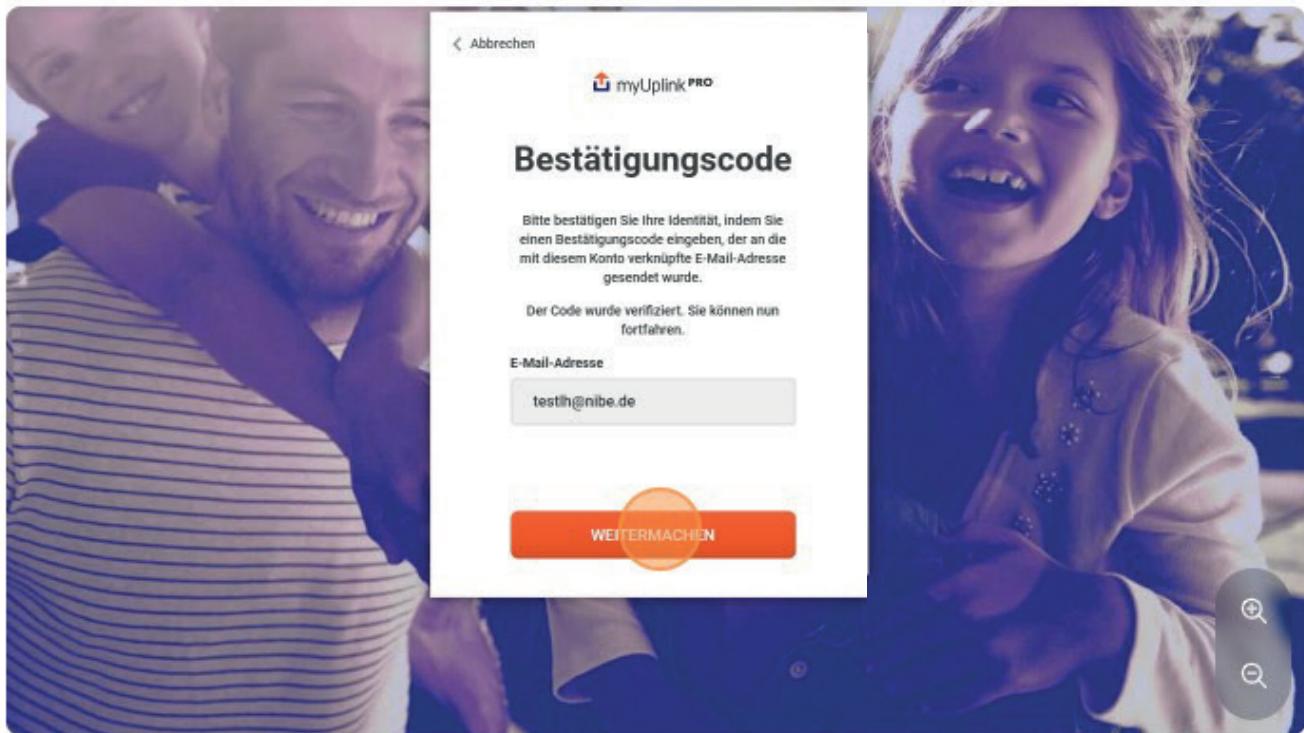 Abbrechen
myUplink PRO
Bestätigungscode
Bitte bestätigen Sie Ihre Identität, indem Sie
einen Bestätigungscode eingeben, der an die
mit diesem Konto verknüpfte E-Mail-Adresse
gesendet wurde.
Der Code wurde verifiziert. Sie können nun
fortfahren.
E-Mail-Adresse
testlh@nibe.de
WEITERMACHEN